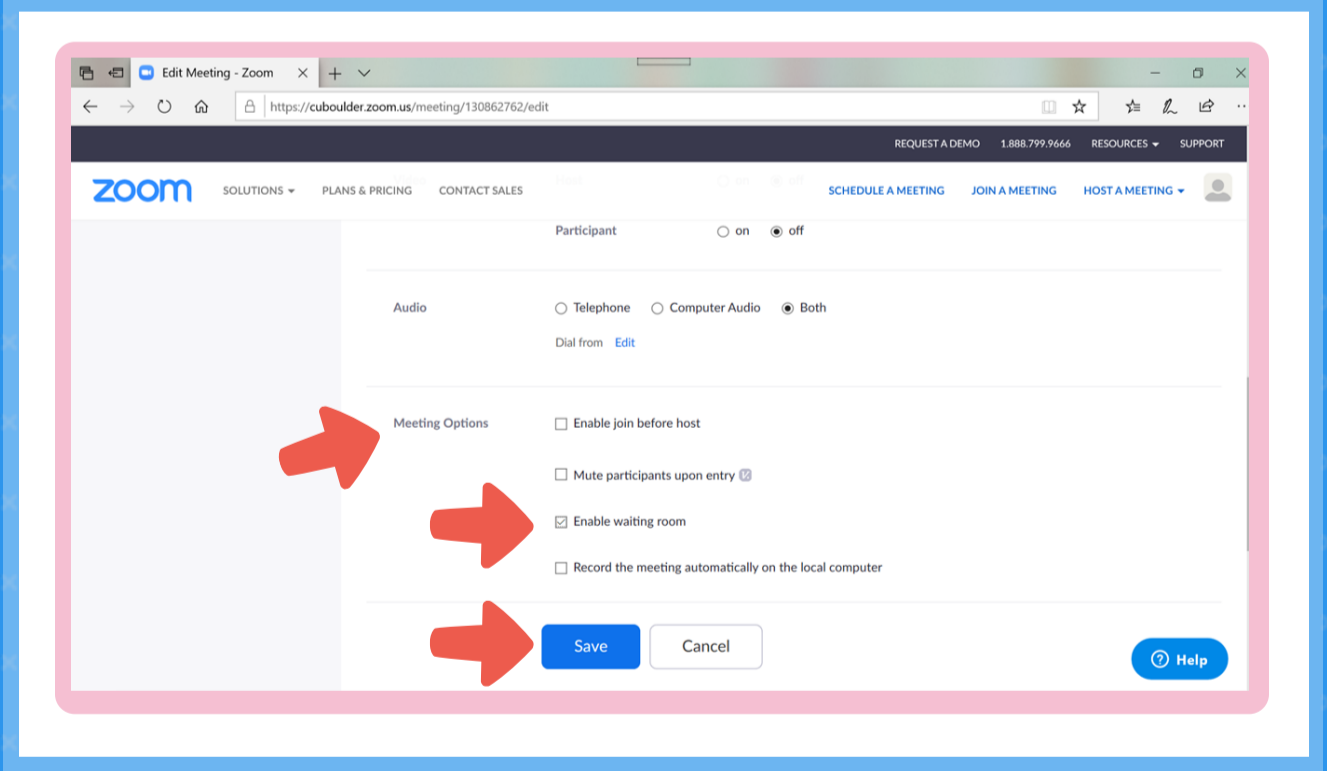 Edit Meeting - Zoom
https://cuboulder.zoom.us/meeting/130862762/edit
REQUEST A DEMO 1.888.799.9666 RESOURCES SUPPORT
zoom SOLUTIONS PLANS & PRICING CONTACT SALES SCHEDULE A MEETING JOIN A MEETING HOST A MEETING
Participant on off
Audio Telephone Computer Audio Both
Dial from Edit
Meeting Options Enable join before host
Mute participants upon entry
Enable waiting room
Record the meeting automatically on the local computer
Save Cancel
Help